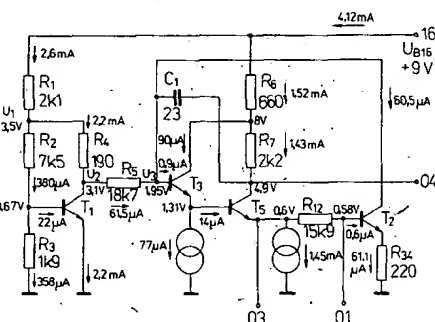 4,12mA
16
U_B16
+9V
2,6mA
R1
2k1
C1
23
R6
660
1,52mA
60,5µA
U1
3,5V
2,2mA
8V
R2
7k5
R4
190
90µA
R7
2k2
1,43mA
U2
R5
U3
0,9µA
380µA
3,1V
18k7
1,95V
T3
4,9V
04
0,67V
T1
22µA
61,5µA
1,31V
14µA
T5
0,6V
R12
15k9
0,58V
T2
0,6µA
R3
1k9
77µA
1,45mA
61,1
µA
R34
220
358µA
2,2mA
03
01